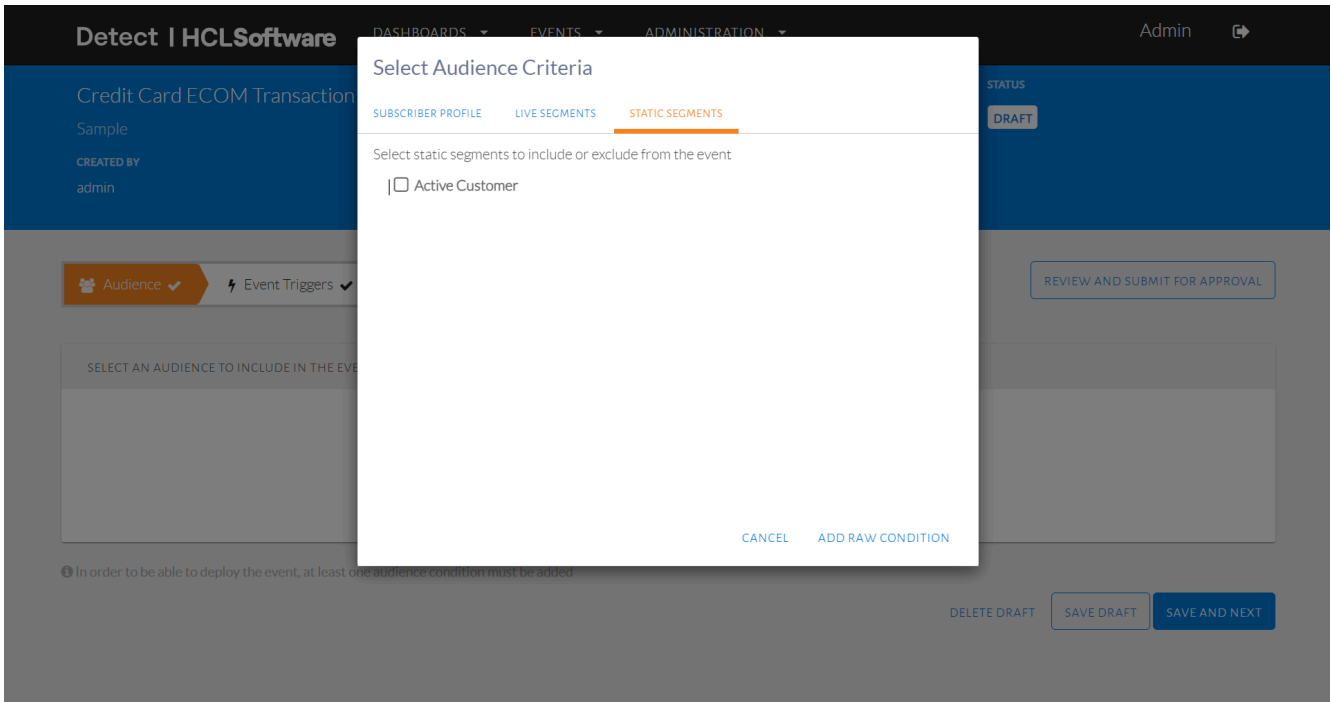 Detect | HCLSoftware
DASHBOARDS
EVENTS
ADMINISTRATION
Admin
Select Audience Criteria
SUBSCRIBER PROFILE
LIVE SEGMENTS
STATIC SEGMENTS
Select static segments to include or exclude from the event
Active Customer
CANCEL
ADD RAW CONDITION
Credit Card ECOM Transaction
Sample
CREATED BY
admin
STATUS
DRAFT
Audience
Event Triggers
REVIEW AND SUBMIT FOR APPROVAL
SELECT AN AUDIENCE TO INCLUDE IN THE EVE
In order to be able to deploy the event, at least one audience condition must be added
DELETE DRAFT
SAVE DRAFT
SAVE AND NEXT